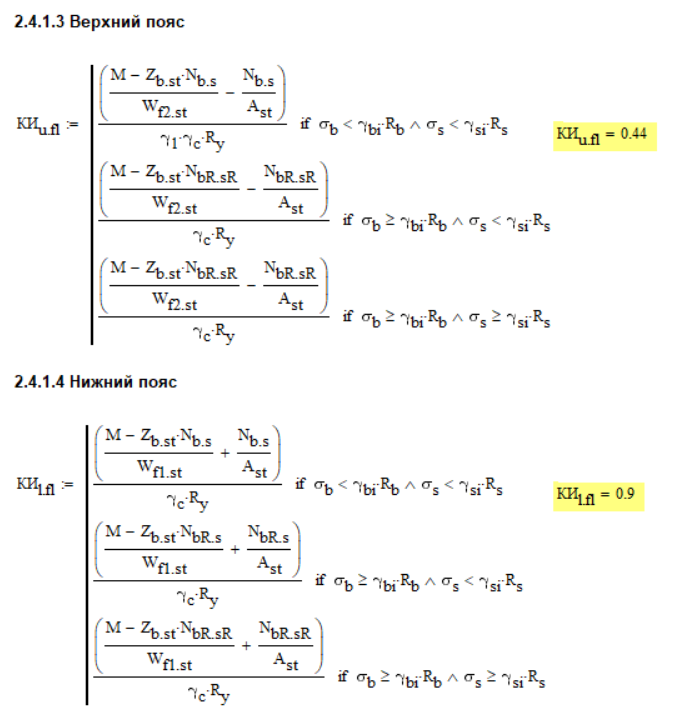 2.4.1.3 Верхний пояс
КИu.fl := ((M − Zb.st·Nb.s)/Wf2.st − Nb.s/Ast)/(γ1·γc·Ry) if σb < γbi·Rb ∧ σs < γsi·Rs
КИu.fl = 0.44
((M − Zb.st·NbR.sR)/Wf2.st − NbR.sR/Ast)/(γc·Ry) if σb ≥ γbi·Rb ∧ σs < γsi·Rs
((M − Zb.st·NbR.sR)/Wf2.st − NbR.sR/Ast)/(γc·Ry) if σb ≥ γbi·Rb ∧ σs ≥ γsi·Rs
2.4.1.4 Нижний пояс
КИl.fl := ((M − Zb.st·Nb.s)/Wf1.st + Nb.s/Ast)/(γc·Ry) if σb < γbi·Rb ∧ σs < γsi·Rs
КИl.fl = 0.9
((M − Zb.st·NbR.s)/Wf1.st + NbR.s/Ast)/(γc·Ry) if σb ≥ γbi·Rb ∧ σs < γsi·Rs
((M − Zb.st·NbR.sR)/Wf1.st + NbR.sR/Ast)/(γc·Ry) if σb ≥ γbi·Rb ∧ σs ≥ γsi·Rs